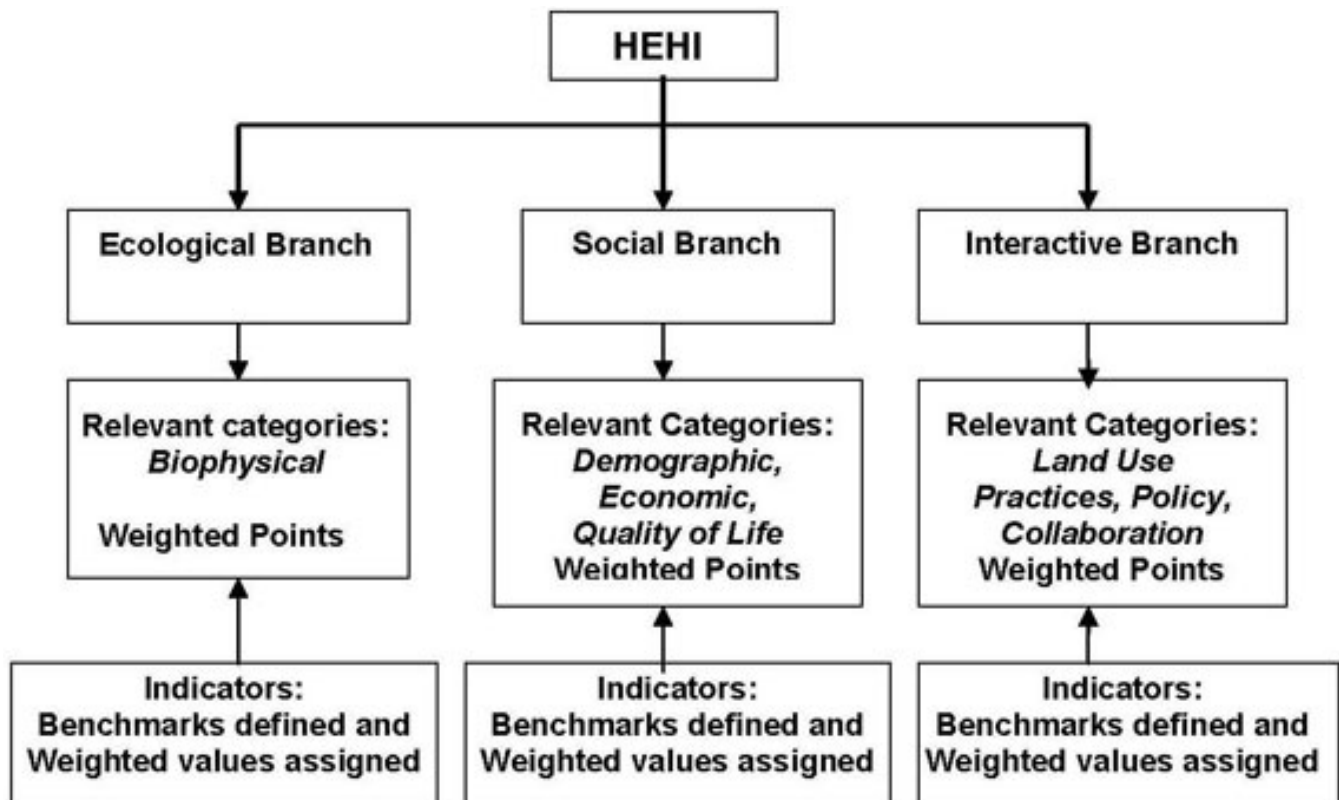 HEHI
Ecological Branch
Social Branch
Interactive Branch
Relevant categories:
Biophysical
Weighted Points
Relevant Categories:
Demographic,
Economic,
Quality of Life
Weighted Points
Relevant Categories:
Land Use
Practices, Policy,
Collaboration
Weighted Points
Indicators:
Benchmarks defined and
Weighted values assigned
Indicators:
Benchmarks defined and
Weighted values assigned
Indicators:
Benchmarks defined and
Weighted values assigned